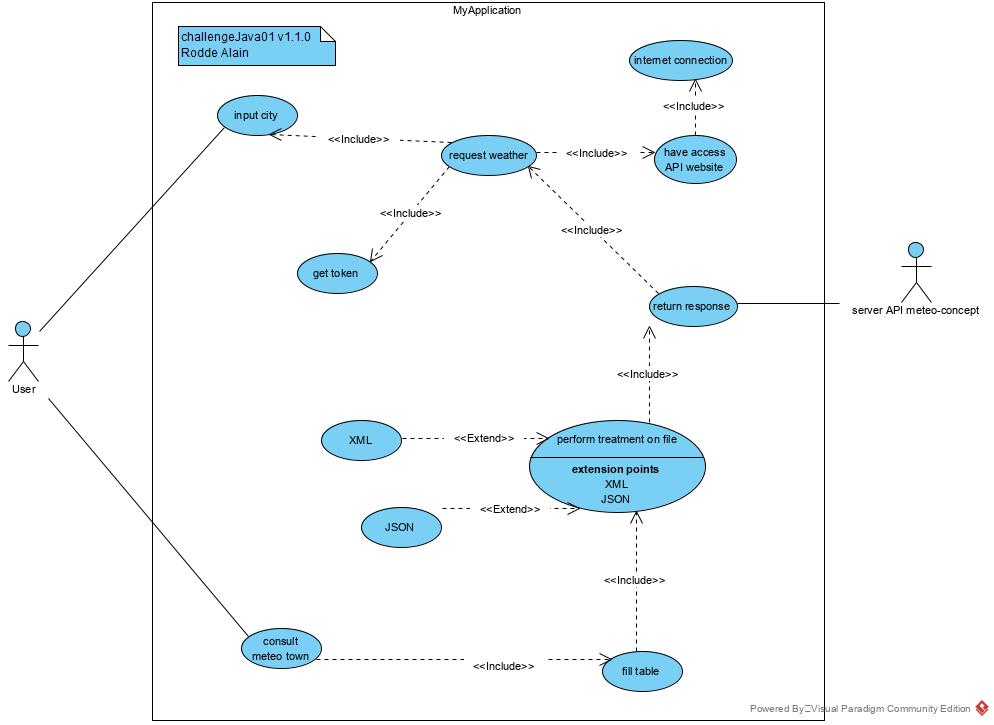 MyApplication
challengeJava01 v1.1.0
Rodde Alain
internet connection
<<Include>>
input city
<<Include>>
request weather
<<Include>>
have access
API website
<<Include>>
<<Include>>
get token
return response
server API meteo-concept
<<Include>>
User
XML
<<Extend>>
perform treatment on file
extension points
XML
JSON
<<Extend>>
JSON
<<Include>>
consult
meteo town
<<Include>>
fill table
Powered By Visual Paradigm Community Edition